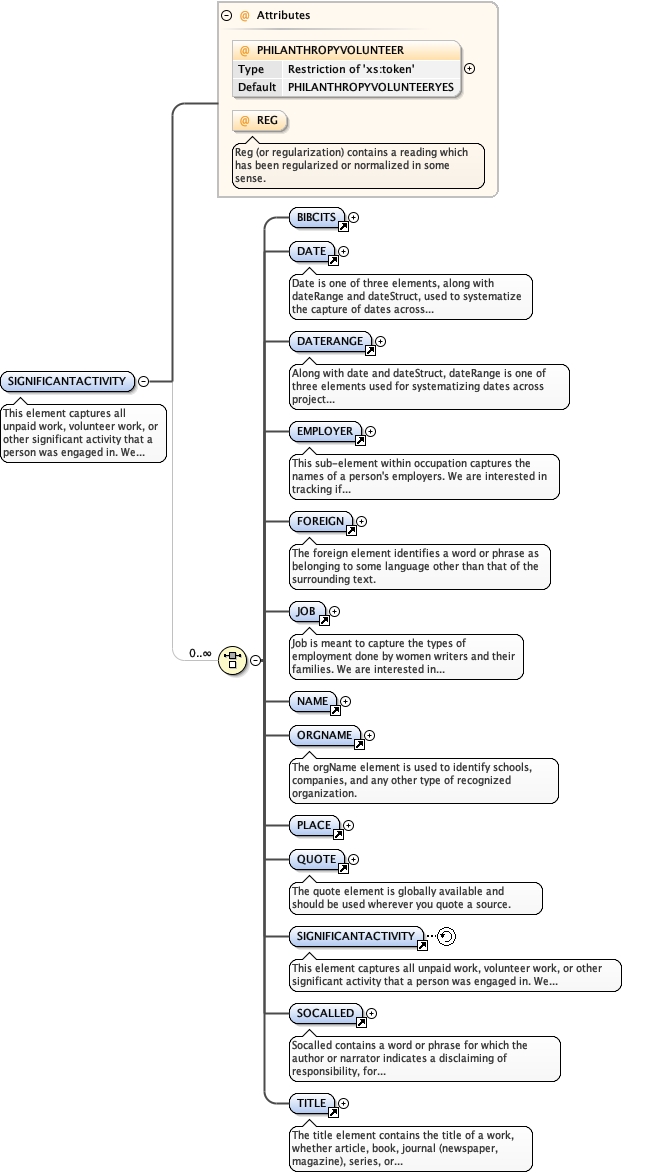 @ Attributes
@ PHILANTHROPYVOLUNTEER
Type Restriction of 'xs:token'
Default PHILANTHROPYVOLUNTEERYES
@ REG
Reg (or regularization) contains a reading which
has been regularized or normalized in some
sense.
SIGNIFICANTACTIVITY
This element captures all
unpaid work, volunteer work, or
other significant activity that a
person was engaged in. We...
0..∞
BIBCITS
DATE
Date is one of three elements, along with
dateRange and dateStruct, used to systematize
the capture of dates across...
DATERANGE
Along with date and dateStruct, dateRange is one of
three elements used for systematizing dates across
project...
EMPLOYER
This sub-element within occupation captures the
names of a person's employers. We are interested in
tracking if...
FOREIGN
The foreign element identifies a word or phrase as
belonging to some language other than that of the
surrounding text.
JOB
Job is meant to capture the types of
employment done by women writers and their
families. We are interested in...
NAME
ORGNAME
The orgName element is used to identify schools,
companies, and any other type of recognized
organization.
PLACE
QUOTE
The quote element is globally available and
should be used wherever you quote a source.
SIGNIFICANTACTIVITY
This element captures all unpaid work, volunteer work, or other
significant activity that a person was engaged in. We...
SOCALLED
Socalled contains a word or phrase for which the
author or narrator indicates a disclaiming of
responsibility, for...
TITLE
The title element contains the title of a work,
whether article, book, journal (newspaper,
magazine), series, or...